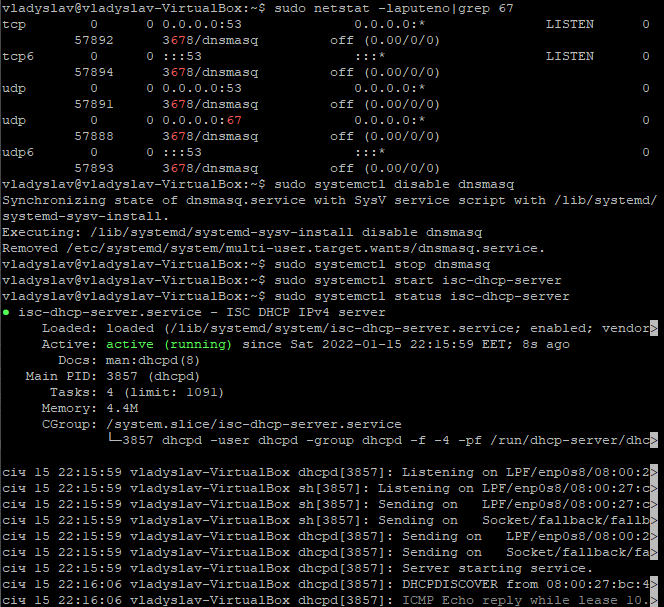 vladyslav@vladyslav-VirtualBox:~$ sudo netstat -laputeno|grep 67
tcp        0      0 0.0.0.0:53              0.0.0.0:*               LISTEN      0
         57892      3678/dnsmasq         off (0.00/0/0)
tcp6       0      0 :::53                   :::*                    LISTEN      0
         57894      3678/dnsmasq         off (0.00/0/0)
udp        0      0 0.0.0.0:53              0.0.0.0:*                           0
         57891      3678/dnsmasq         off (0.00/0/0)
udp        0      0 0.0.0.0:67              0.0.0.0:*                           0
         57888      3678/dnsmasq         off (0.00/0/0)
udp6       0      0 :::53                   :::*                                0
         57893      3678/dnsmasq         off (0.00/0/0)
vladyslav@vladyslav-VirtualBox:~$ sudo systemctl disable dnsmasq
Synchronizing state of dnsmasq.service with SysV service script with /lib/systemd/
systemd-sysv-install.
Executing: /lib/systemd/systemd-sysv-install disable dnsmasq
Removed /etc/systemd/system/multi-user.target.wants/dnsmasq.service.
vladyslav@vladyslav-VirtualBox:~$ sudo systemctl stop dnsmasq
vladyslav@vladyslav-VirtualBox:~$ sudo systemctl start isc-dhcp-server
vladyslav@vladyslav-VirtualBox:~$ sudo systemctl status isc-dhcp-server
● isc-dhcp-server.service - ISC DHCP IPv4 server
     Loaded: loaded (/lib/systemd/system/isc-dhcp-server.service; enabled; vendor>
     Active: active (running) since Sat 2022-01-15 22:15:59 EET; 8s ago
       Docs: man:dhcpd(8)
   Main PID: 3857 (dhcpd)
      Tasks: 4 (limit: 1091)
     Memory: 4.4M
     CGroup: /system.slice/isc-dhcp-server.service
             └─3857 dhcpd -user dhcpd -group dhcpd -f -4 -pf /run/dhcp-server/dhc>
січ 15 22:15:59 vladyslav-VirtualBox dhcpd[3857]: Listening on LPF/enp0s8/08:00:2>
січ 15 22:15:59 vladyslav-VirtualBox sh[3857]: Listening on LPF/enp0s8/08:00:27:c>
січ 15 22:15:59 vladyslav-VirtualBox sh[3857]: Sending on   LPF/enp0s8/08:00:27:c>
січ 15 22:15:59 vladyslav-VirtualBox sh[3857]: Sending on   Socket/fallback/fallb>
січ 15 22:15:59 vladyslav-VirtualBox dhcpd[3857]: Sending on   LPF/enp0s8/08:00:2>
січ 15 22:15:59 vladyslav-VirtualBox dhcpd[3857]: Sending on   Socket/fallback/fa>
січ 15 22:15:59 vladyslav-VirtualBox dhcpd[3857]: Server starting service.
січ 15 22:16:06 vladyslav-VirtualBox dhcpd[3857]: DHCPDISCOVER from 08:00:27:bc:4>
січ 15 22:16:06 vladyslav-VirtualBox dhcpd[3857]: ICMP Echo reply while lease 10.>